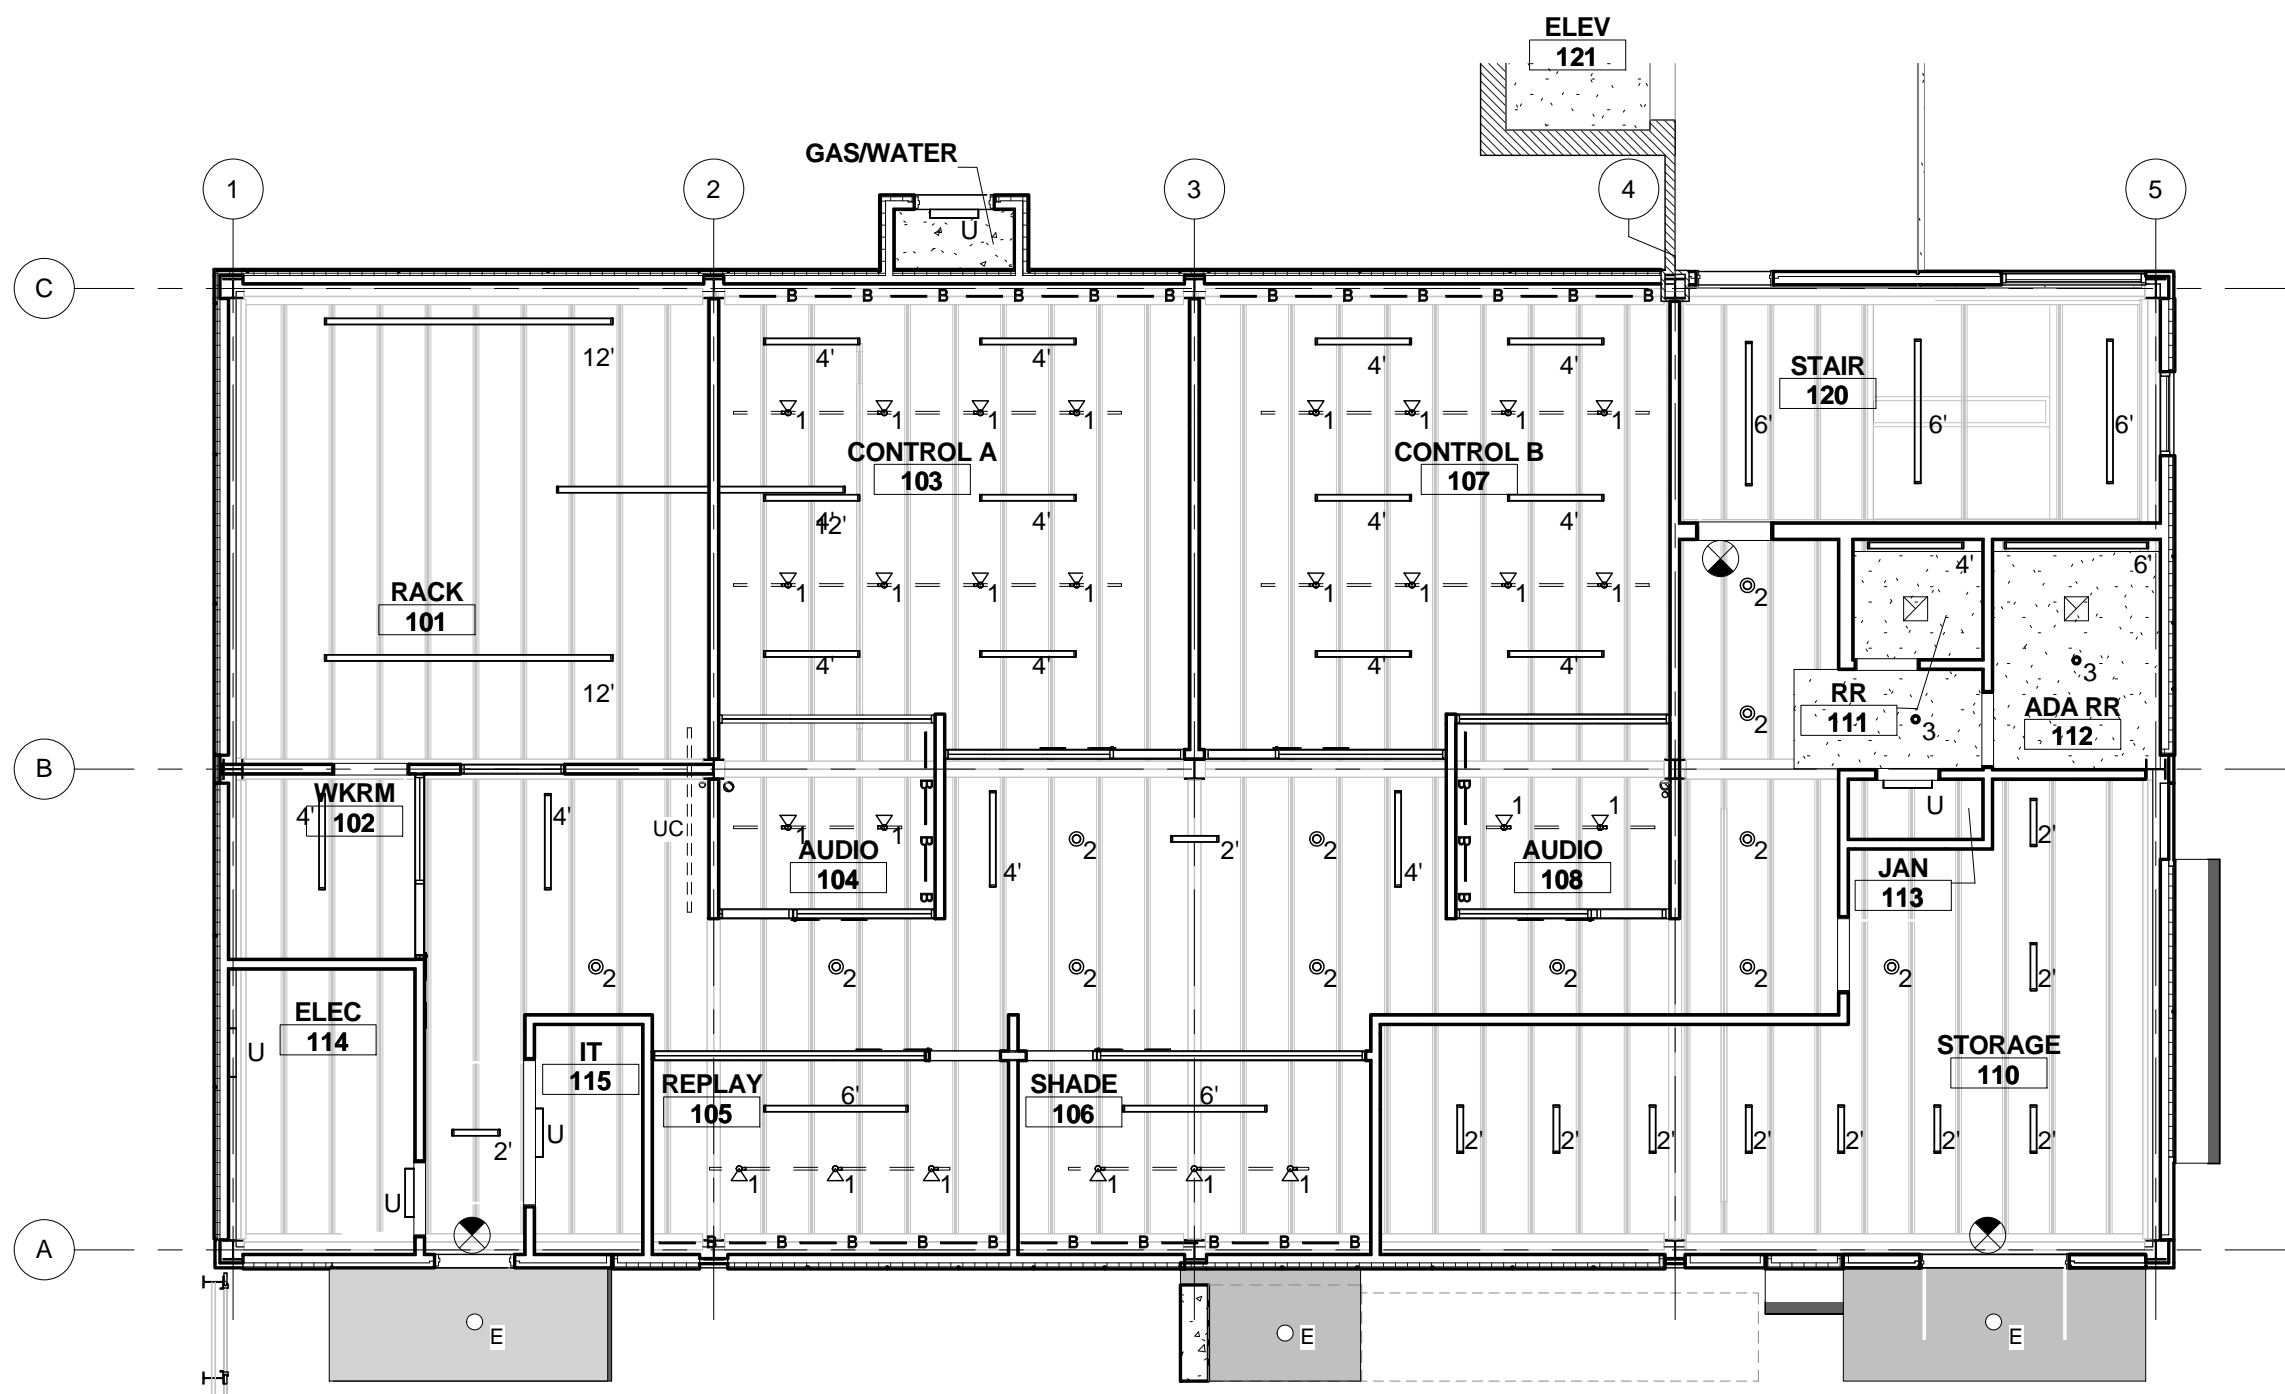 ELEV
121
GAS/WATER
1 2 3 4 5
U
C
B B B B B B B B B B B B
12' 4' 4' 4' 4'
STAIR
120
6' 6' 6'
1 1 1 1 1 1 1 1
CONTROL A
103
CONTROL B
107
4' 12' 4' 4' 4'
RACK
101
1 1 1 1 1 1 1 1
2 4' 6'
12' 4' 4' 4' 4'
3
RR
111
ADA RR
112
2 3
B
WKRM
102
4' 4' UC
B B B B B B
1 1 1 1
AUDIO
104
4' 2 2' 2 4'
AUDIO
108
2 U 2'
JAN
113
2 2 2 2 2 2 2 2'
ELEC
114
U
IT
115
STORAGE
110
REPLAY
105
6'
SHADE
106
6'
2' U 2' 2' 2' 2' 2' 2' 2'
U 1 1 1 1 1 1
B B B B B B B B B B
A
E E E